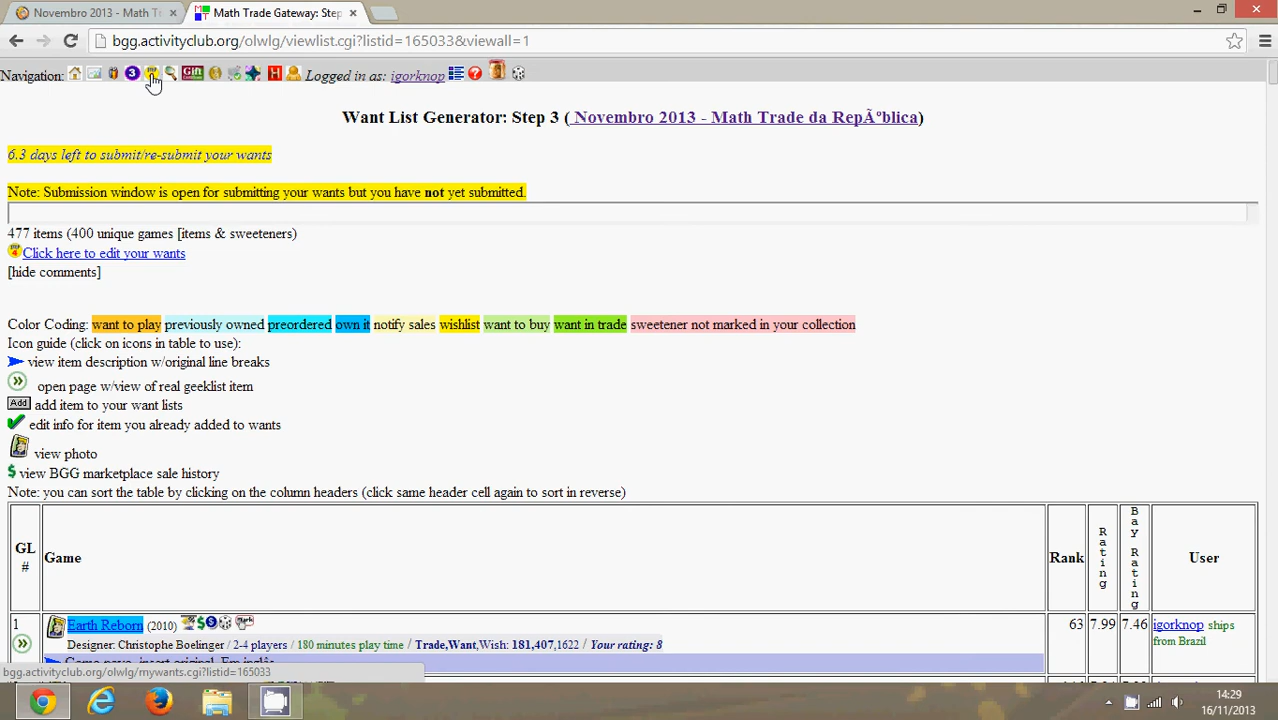 Novembro 2013 - Math T
Math Trade Gateway: Step
bgg.activityclub.org/olwlg/viewlist.cgi?listid=165033&viewall=1
Navigation: 3 Gift H Logged in as: igorknop
Want List Generator: Step 3 ( Novembro 2013 - Math Trade da RepÃºblica)
6.3 days left to submit/re-submit your wants
Note: Submission window is open for submitting your wants but you have not yet submitted.
477 items (400 unique games [items & sweeteners)
Click here to edit your wants
[hide comments]
Color Coding: want to play previously owned preordered own it notify sales wishlist want to buy want in trade sweetener not marked in your collection
Icon guide (click on icons in table to use):
view item description w/original line breaks
open page w/view of real geeklist item
Add add item to your want lists
edit info for item you already added to wants
view photo
$ view BGG marketplace sale history
Note: you can sort the table by clicking on the column headers (click same header cell again to sort in reverse)
GL # Game Rank Rating Bay Rating User
1 Earth Reborn (2010) 63 7.99 7.46 igorknop ships from Brazil
Designer: Christophe Boelinger / 2-4 players / 180 minutes play time / Trade,Want,Wish: 181,407,1622 / Your rating: 8
Game novo, insert original. Em inglês
bgg.activityclub.org/olwlg/mywants.cgi?listid=165033
14:29
16/11/2013